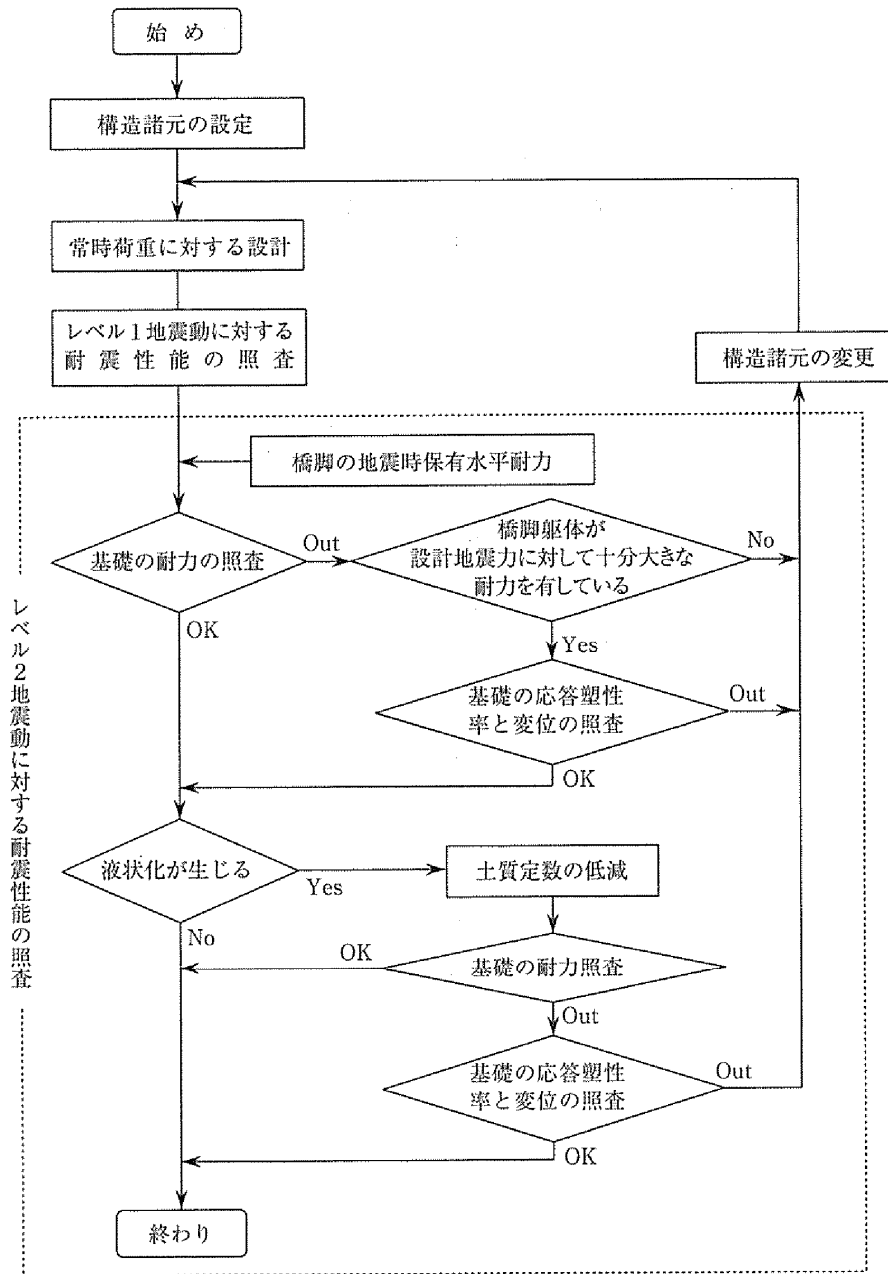 始め
構造諸元の設定
常時荷重に対する設計
レベル1地震動に対する
耐震性能の照査
構造諸元の変更
橋脚の地震時保有水平耐力
基礎の耐力の照査
Out
橋脚躯体が
設計地震力に対して十分大きな
耐力を有している
No
OK
Yes
基礎の応答塑性
率と変位の照査
Out
OK
液状化が生じる
Yes
土質定数の低減
No
OK
基礎の耐力照査
Out
基礎の応答塑性
率と変位の照査
Out
OK
終わり
レベル2地震動に対する耐震性能の照査